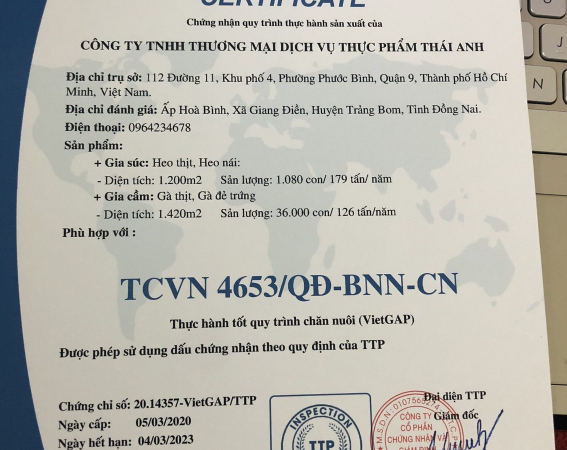 CERTIFICATE
Chứng nhận quy trình thực hành sản xuất của
CÔNG TY TNHH THƯƠNG MẠI DỊCH VỤ THỰC PHẨM THÁI ANH
Địa chỉ trụ sở: 112 Đường 11, Khu phố 4, Phường Phước Bình, Quận 9, Thành phố Hồ Chí
Minh, Việt Nam.
Địa chỉ đánh giá: Ấp Hoà Bình, Xã Giang Điền, Huyện Trảng Bom, Tỉnh Đồng Nai.
Điện thoại: 0964234678
Sản phẩm:
+ Gia súc: Heo thịt, Heo nái:
- Diện tích: 1.200m2 Sản lượng: 1.080 con/ 179 tấn/ năm
+ Gia cầm: Gà thịt, Gà đẻ trứng
- Diện tích: 1.420m2 Sản lượng: 36.000 con/ 126 tấn/năm
Phù hợp với :
TCVN 4653/QĐ-BNN-CN
Thực hành tốt quy trình chăn nuôi (VietGAP)
Được phép sử dụng dấu chứng nhận theo quy định của TTP
Chứng chỉ số: 20.14357-VietGAP/TTP
Ngày cấp: 05/03/2020
Ngày hết hạn: 04/03/2023
INSPECTION
TTP
Đại diện TTP
Giám đốc
CÔNG TY
CỔ PHẦN
CHỨNG NHẬN VÀ
GIÁM ĐỊNH
J
N